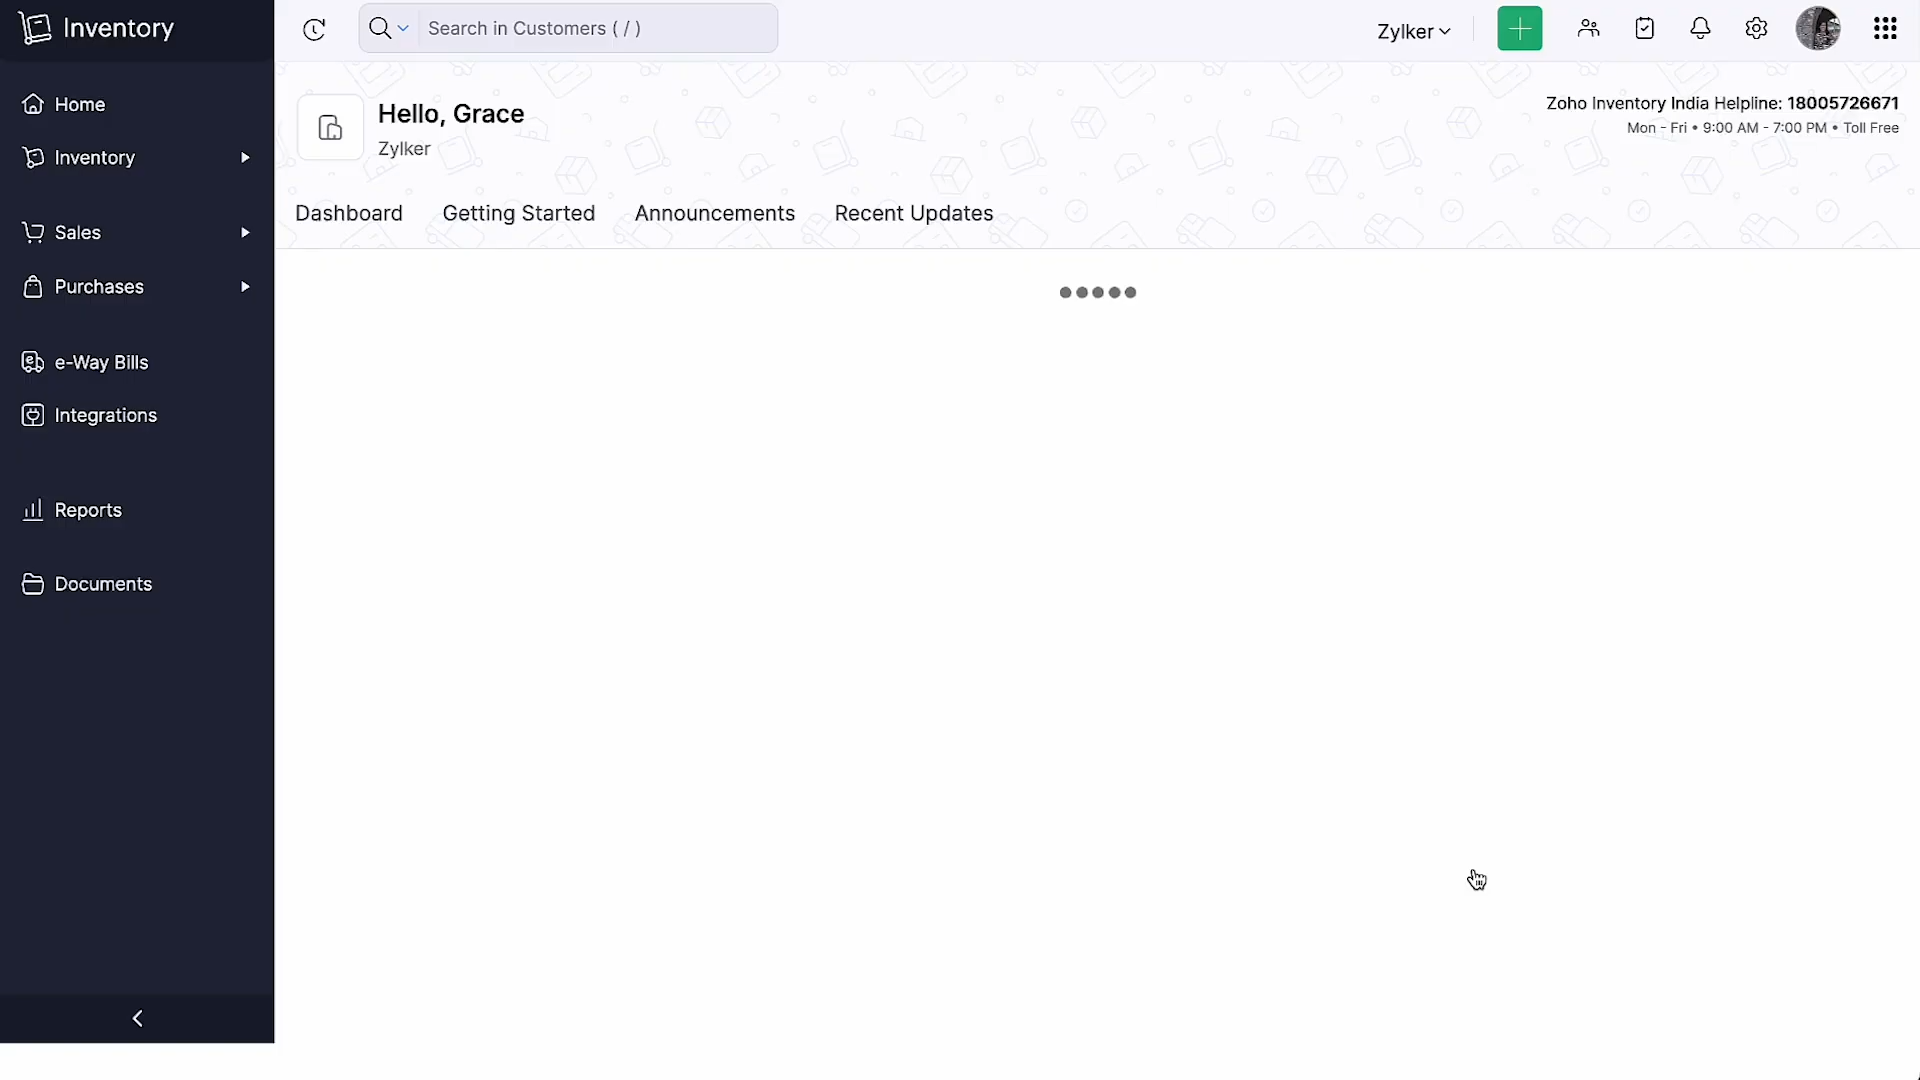 Inventory
Search in Customers ( / )
Zylker
Home
Inventory
Sales
Purchases
e-Way Bills
Integrations
Reports
Documents
Hello, Grace
Zylker
Zoho Inventory India Helpline: 18005726671
Mon - Fri • 9:00 AM - 7:00 PM • Toll Free
Dashboard
Getting Started
Announcements
Recent Updates